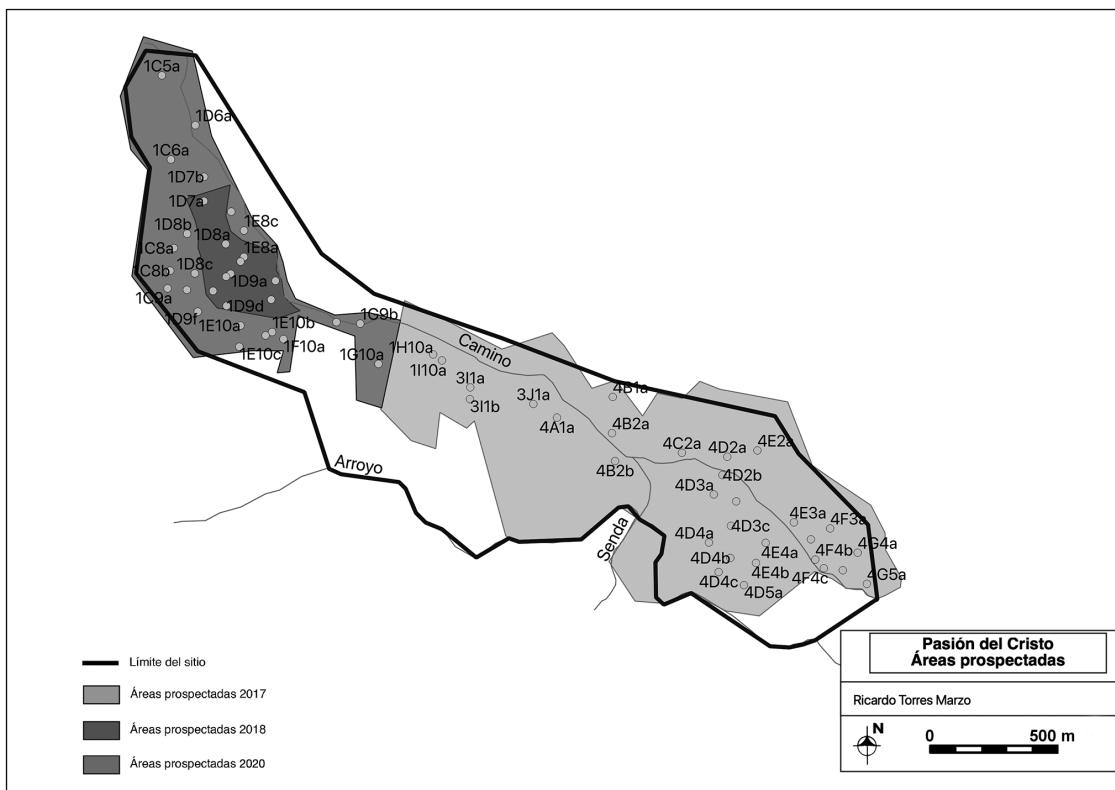 1C5a
1D6a
1C6a
1D7b
1D7a
1D8b
1D8a
1E8c
1C8a
1E8a
1C8b
1D8c
1D9a
1C9a
1D9d
1D9f
1E10a
1E10b
1G9b
1E10c
1F10a
1G10a
1H10a
Camino
1I10a
3I1a
3I1b
3J1a
4B1a
4A1a
4B2a
4C2a
4D2a
4E2a
4B2b
4D2b
Arroyo
4D3a
4E3a
4F3a
Senda
4D4a
4D3c
4E4a
4F4b
4G4a
4D4b
4E4b
4F4c
4G5a
4D4c
4D5a
Límite del sitio
Áreas prospectadas 2017
Áreas prospectadas 2018
Áreas prospectadas 2020
Pasión del Cristo
Áreas prospectadas
Ricardo Torres Marzo
N
0 500 m